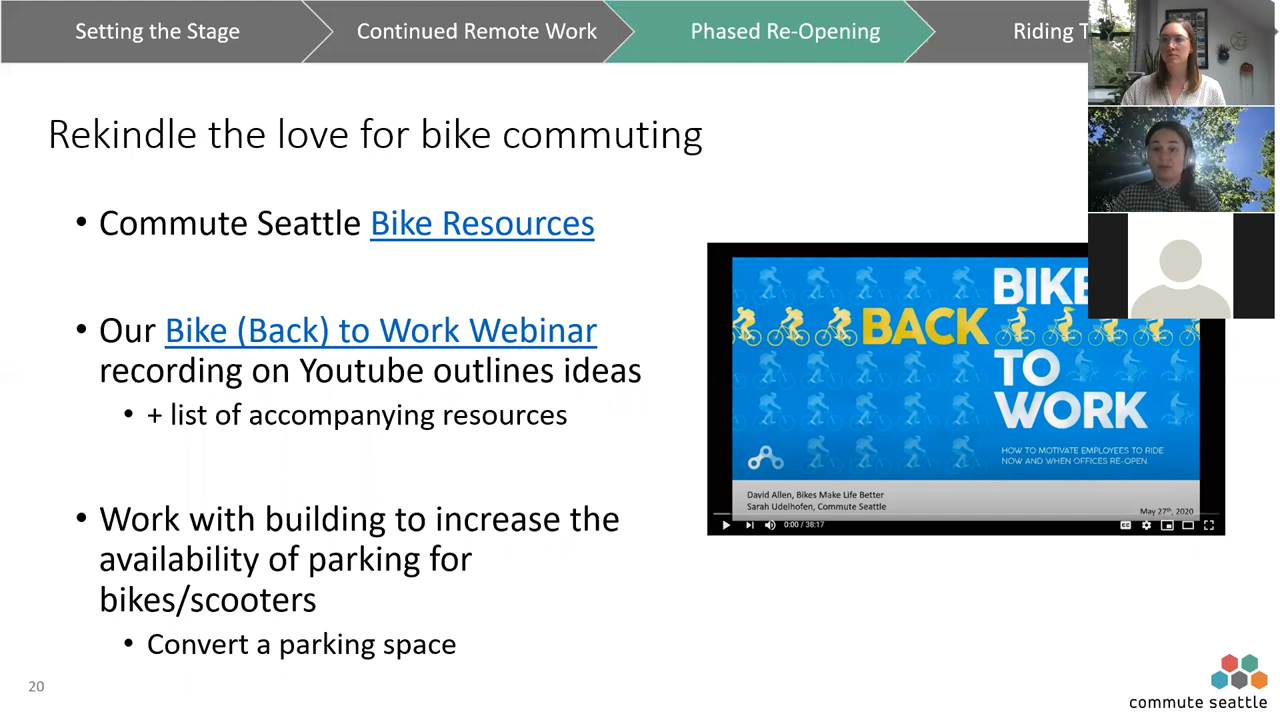 Setting the Stage
Continued Remote Work
Phased Re-Opening
Riding T
Rekindle the love for bike commuting
• Commute Seattle Bike Resources
• Our Bike (Back) to Work Webinar
recording on Youtube outlines ideas
• + list of accompanying resources
• Work with building to increase the
availability of parking for
bikes/scooters
• Convert a parking space
BIKE
BACK
TO
WORK
HOW TO MOTIVATE EMPLOYEES TO RIDE
NOW AND WHEN OFFICES RE-OPEN.
David Allen, Bikes Make Life Better
Sarah Udelhofen, Commute Seattle
May 27th, 2020
0:00 / 38:17
CC
20
commute seattle